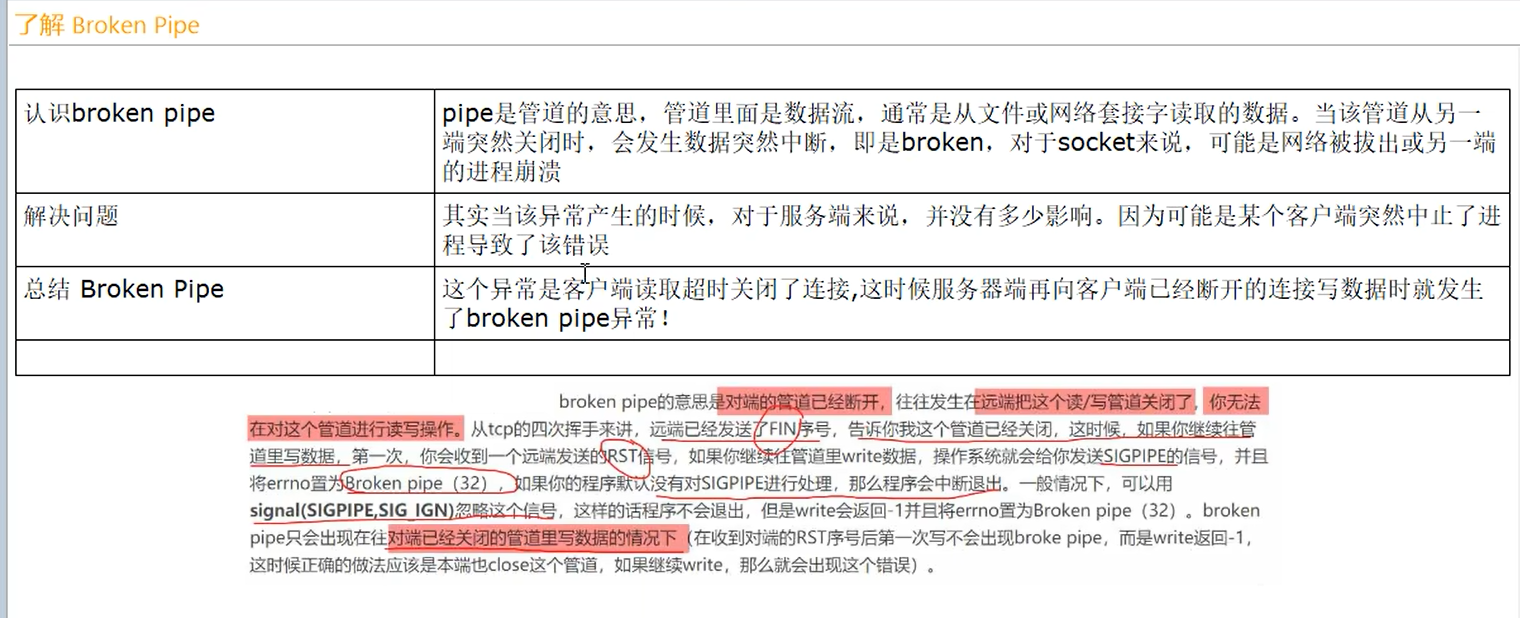 了解 Broken Pipe
认识broken pipe
pipe是管道的意思，管道里面是数据流，通常是从文件或网络套接字读取的数据。当该管道从另一
端突然关闭时，会发生数据突然中断，即是broken，对于socket来说，可能是网络被拔出或另一端
的进程崩溃
解决问题
其实当该异常产生的时候，对于服务端来说，并没有多少影响。因为可能是某个客户端突然中止了进
程导致了该错误
总结 Broken Pipe
这个异常是客户端读取超时关闭了连接,这时候服务器端再向客户端已经断开的连接写数据时就发生
了broken pipe异常！
broken pipe的意思是对端的管道已经断开，往往发生在远端把这个读/写管道关闭了，你无法
在对这个管道进行读写操作。从tcp的四次挥手来讲，远端已经发送了FIN序号，告诉你我这个管道已经关闭，这时候，如果你继续往管
道里写数据，第一次，你会收到一个远端发送的RST信号，如果你继续往管道里write数据，操作系统就会给你发送SIGPIPE的信号，并且
将errno置为Broken pipe（32），如果你的程序默认没有对SIGPIPE进行处理，那么程序会中断退出。一般情况下，可以用
signal(SIGPIPE,SIG_IGN)忽略这个信号，这样的话程序不会退出，但是write会返回-1并且将errno置为Broken pipe（32）。broken
pipe只会出现在往对端已经关闭的管道里写数据的情况下（在收到对端的RST序号后第一次写不会出现broke pipe，而是write返回-1，
这时候正确的做法应该是本端也close这个管道，如果继续write，那么就会出现这个错误）。